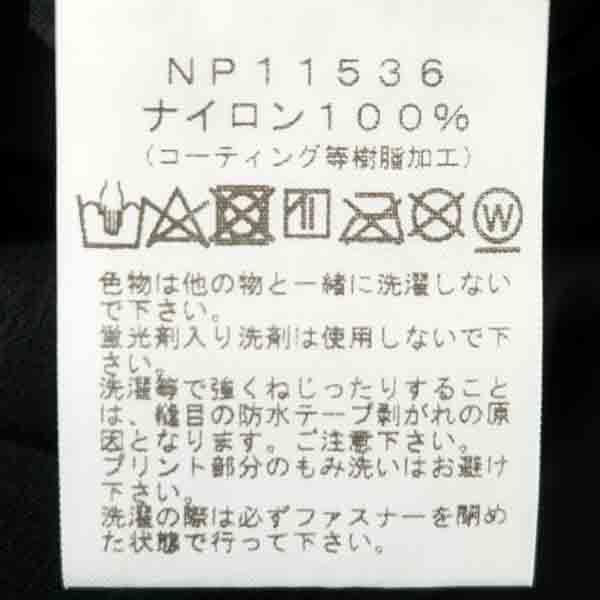 NP11536
ナイロン100%
(コーティング等樹脂加工)
W
色物は他の物と一緒に洗濯しない
で下さい。
蛍光剤入り洗剤は使用しないで下
さい。
洗濯等で強くねじったりすること
は、縫目の防水テープ剥がれの原
因となります。ご注意下さい。
プリント部分のもみ洗いはお避け
下さい。
洗濯の際は必ずファスナーを閉め
た状態で行って下さい。